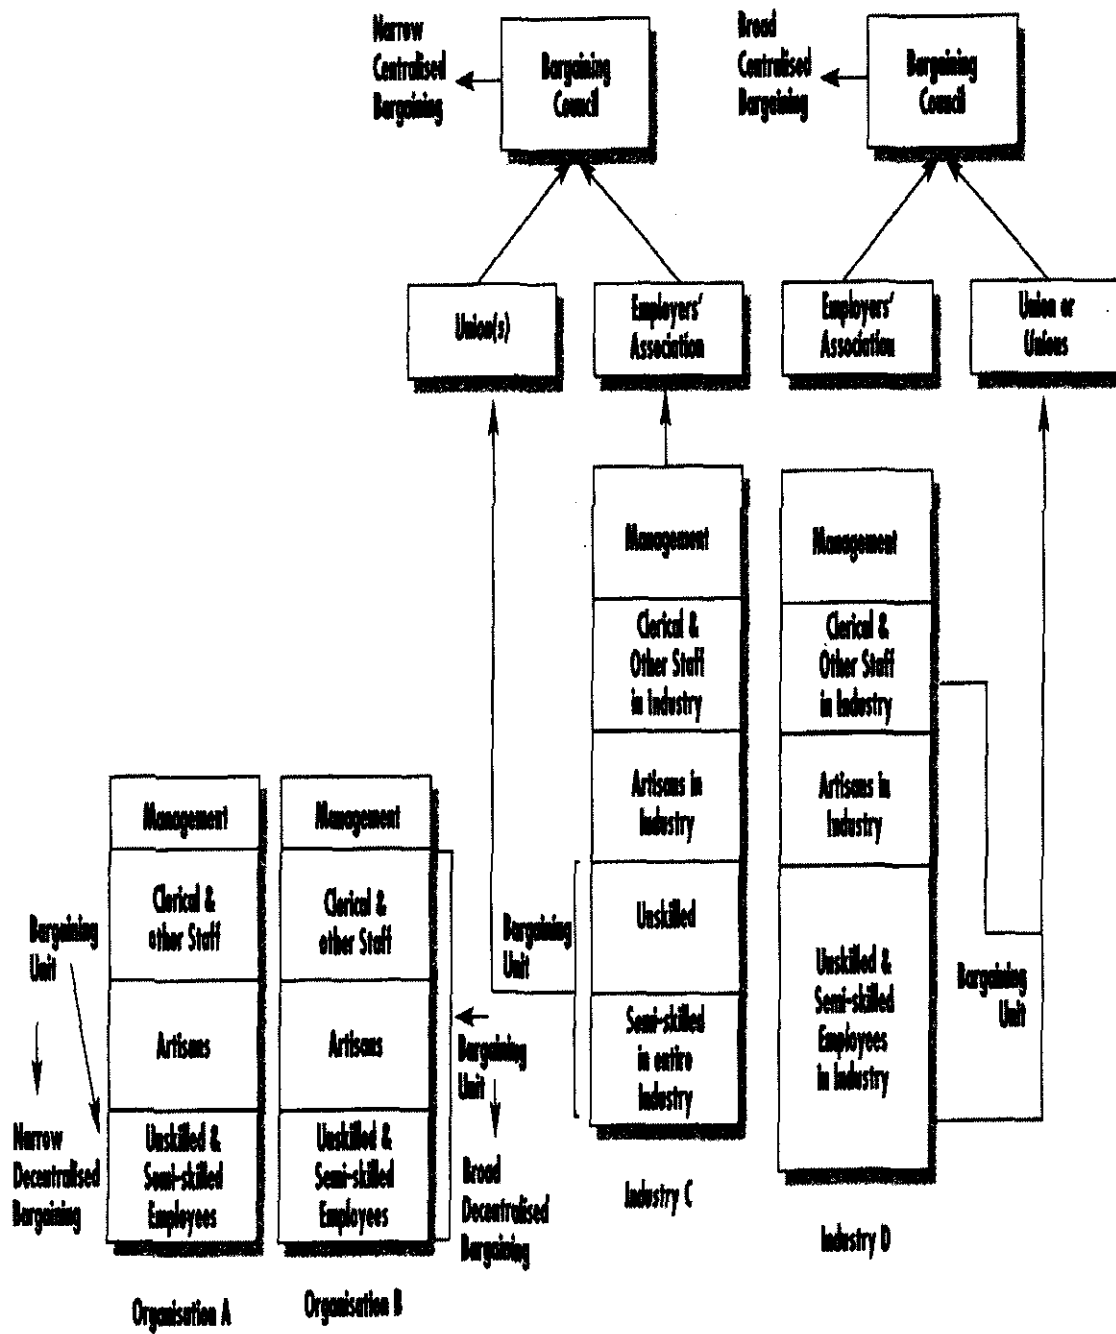 Narrow
Centralised
Bargaining
Bargaining
Council
Broad
Centralised
Bargaining
Bargaining
Council
Union(s)
Employers'
Association
Employers'
Association
Union or
Unions
Management
Clerical &
Other Staff
in Industry
Artisans in
Industry
Unskilled
Semi-skilled
in entire
Industry
Bargaining
Unit
Industry C
Management
Clerical &
Other Staff
in Industry
Artisans in
Industry
Unskilled &
Semi-skilled
Employees
in Industry
Bargaining
Unit
Industry D
Management
Clerical &
other Staff
Artisans
Unskilled &
Semi-skilled
Employees
Bargaining
Unit
Narrow
Decentralised
Bargaining
Organisation A
Management
Clerical &
other Staff
Artisans
Unskilled &
Semi-skilled
Employees
Bargaining
Unit
Broad
Decentralised
Bargaining
Organisation B